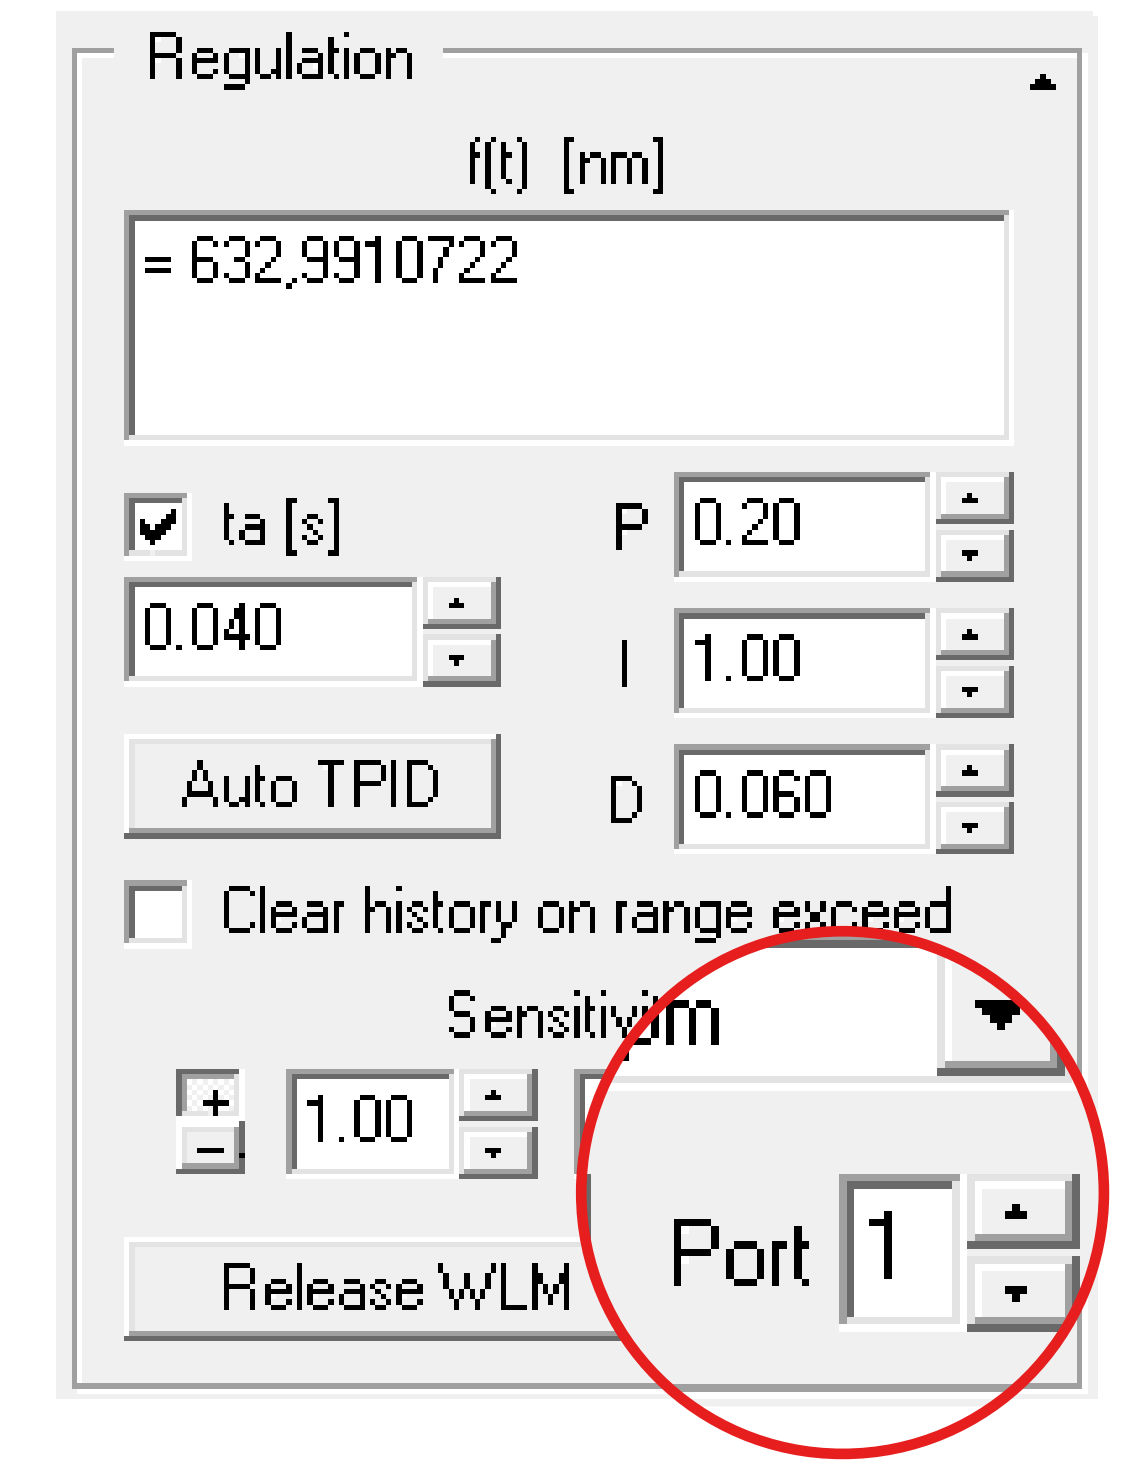 Regulation
f(t) [nm]
= 632,9910722
ta [s]
P 0.20
0.040
I 1.00
Auto TPID
D 0.060
Clear history on range exceed
+
1.00
–
Port 1
Release WLM